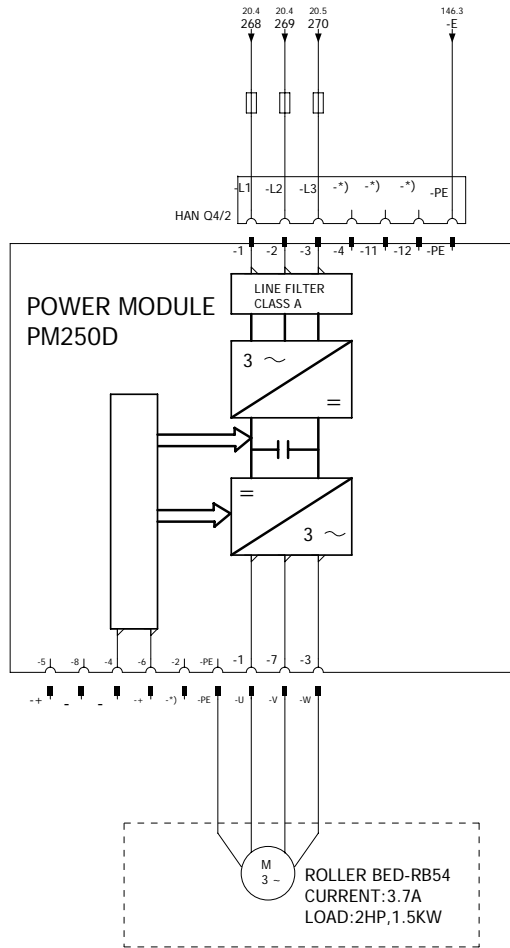 20.4 20.4 20.5 146.3
268 269 270 -E
-L1 -L2 -L3 -*) -*) -*) -PE
HAN Q4/2
-1 -2 -3 -4 -11 -12 -PE
LINE FILTER
CLASS A
POWER MODULE
PM250D
3 ~
=
=
3 ~
-5 -8 -4 -6 -2 -PE -1 -7 -3
-+ - - -+ -*) -PE -U -V -W
M
3 ~
ROLLER BED-RB54
CURRENT:3.7A
LOAD:2HP,1.5KW